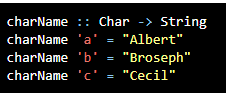 charName :: Char -> String
charName 'a' = "Albert"
charName 'b' = "Broseph"
charName 'c' = "Cecil"